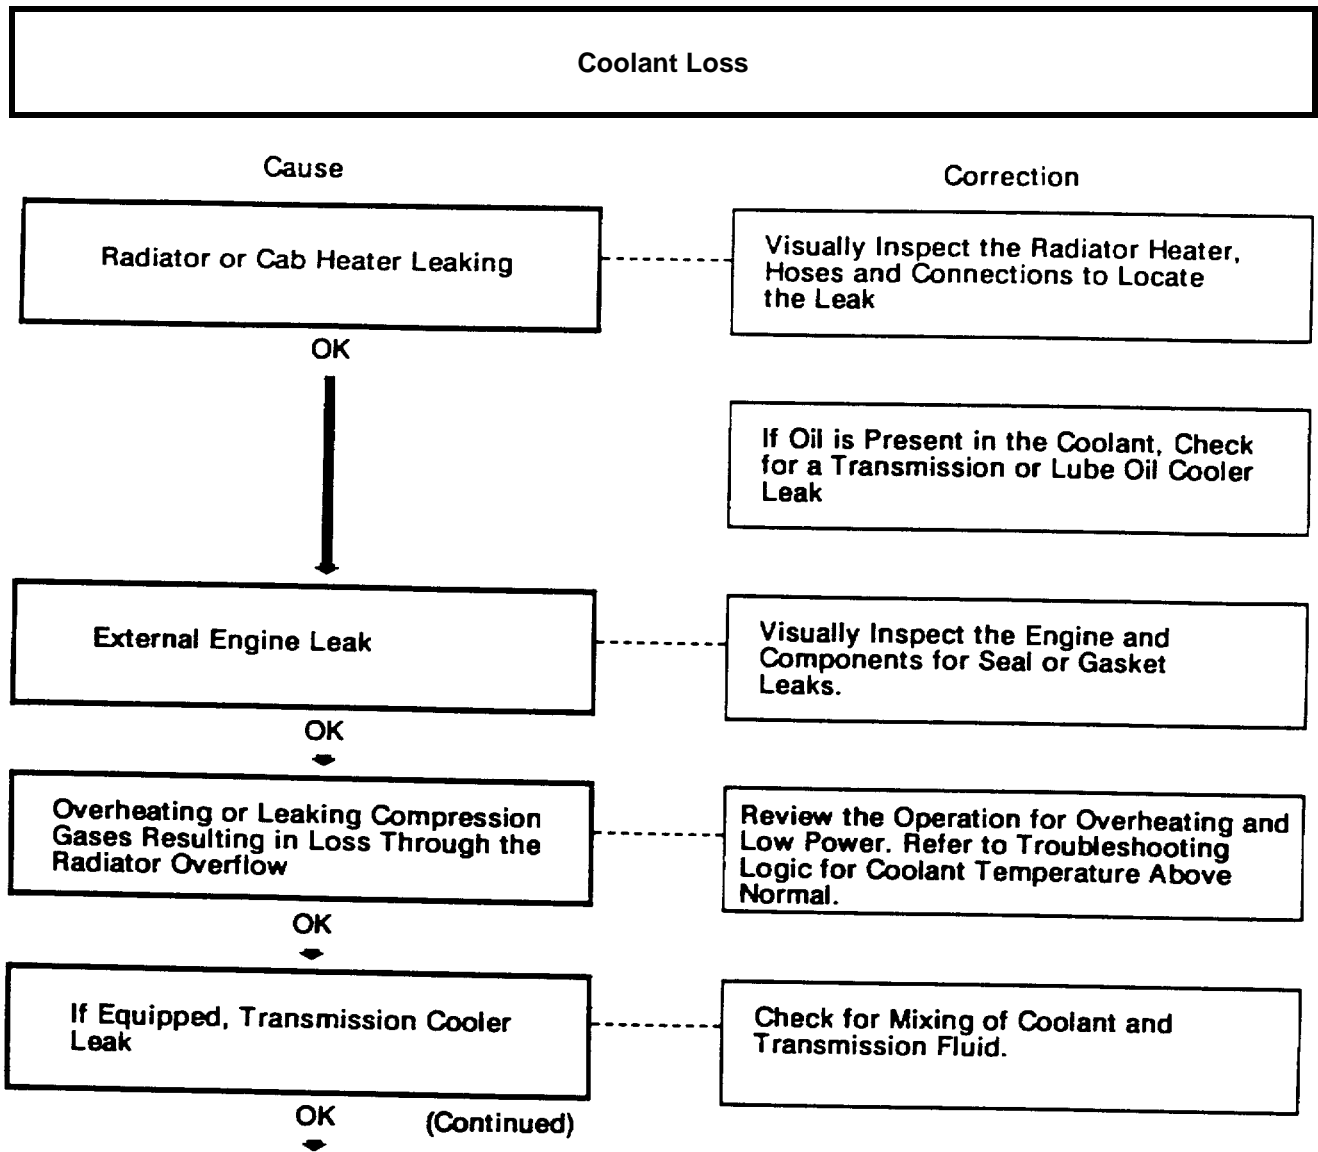 Coolant Loss
Cause
Correction
Radiator or Cab Heater Leaking
Visually Inspect the Radiator Heater,
Hoses and Connections to Locate
the Leak
OK
If Oil is Present in the Coolant, Check
for a Transmission or Lube Oil Cooler
Leak
External Engine Leak
Visually Inspect the Engine and
Components for Seal or Gasket
Leaks.
OK
Overheating or Leaking Compression
Gases Resulting in Loss Through the
Radiator Overflow
Review the Operation for Overheating and
Low Power. Refer to Troubleshooting
Logic for Coolant Temperature Above
Normal.
OK
If Equipped, Transmission Cooler
Leak
Check for Mixing of Coolant and
Transmission Fluid.
OK
(Continued)